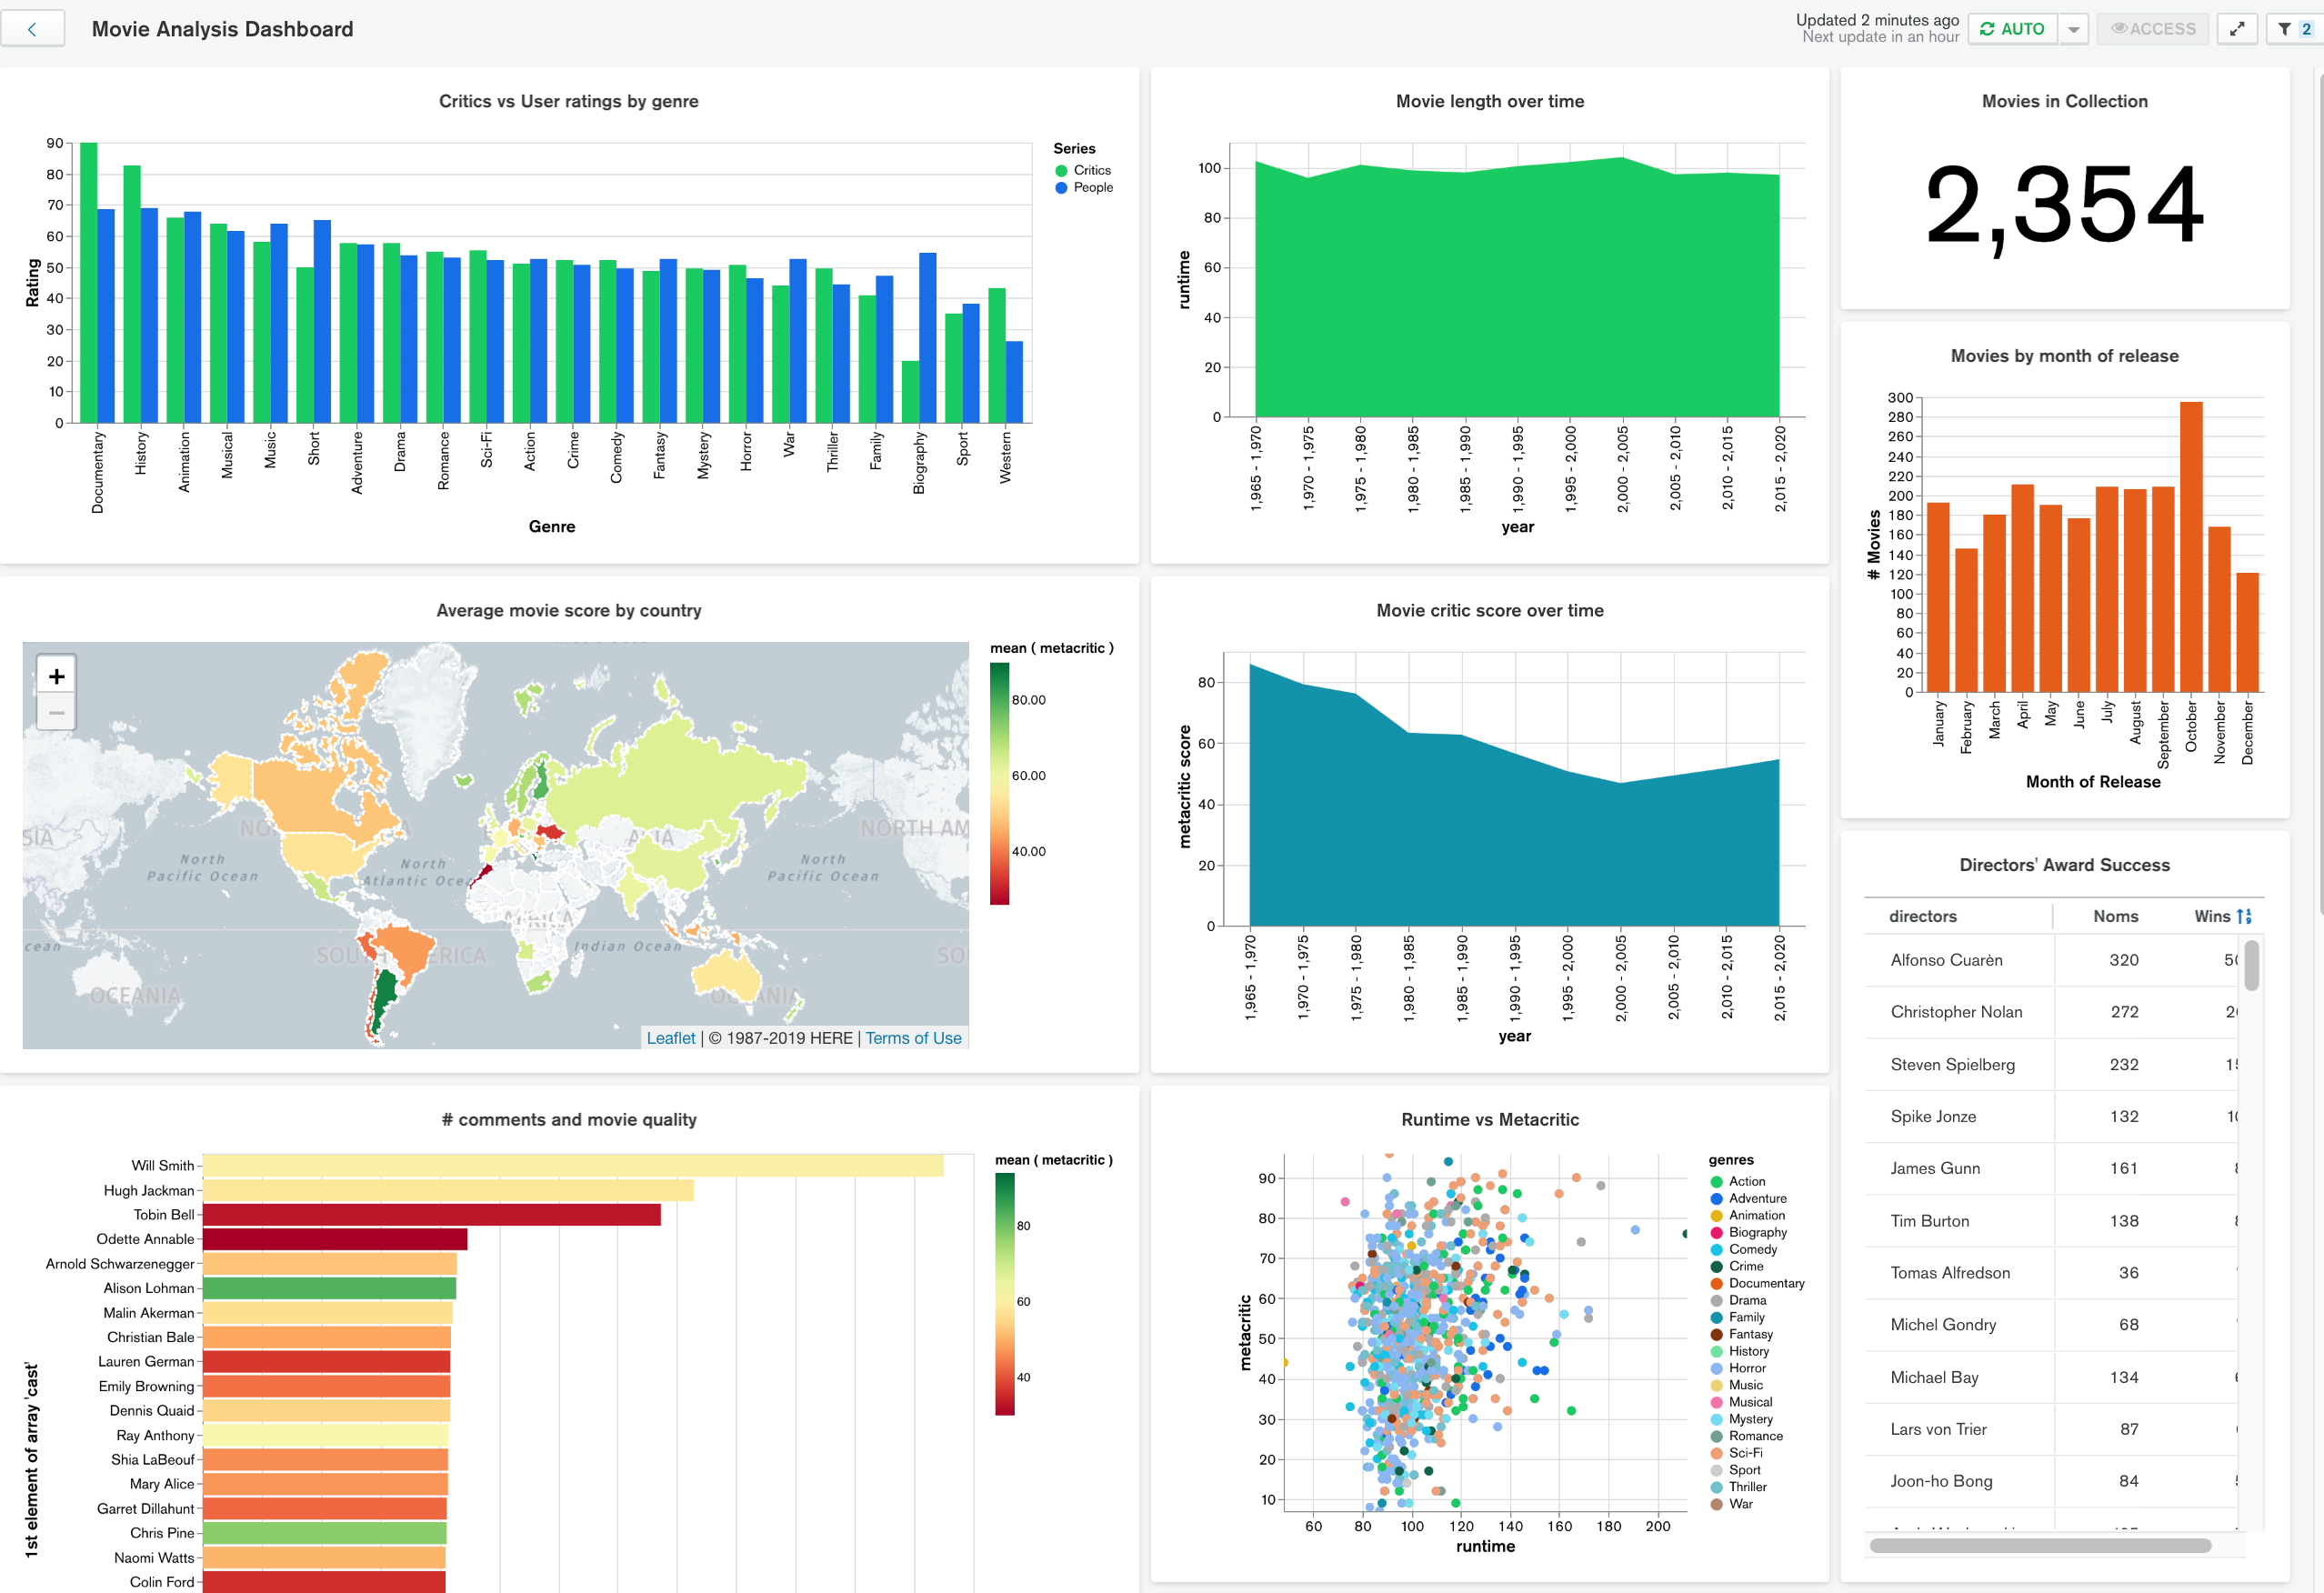 Movie Analysis Dashboard
Updated 2 minutes ago
Next update in an hour
AUTO
ACCESS
2
Critics vs User ratings by genre
90
80
70
60
50
40
30
20
10
0
Rating
Documentary
History
Animation
Musical
Music
Short
Adventure
Drama
Romance
Sci-Fi
Action
Crime
Comedy
Fantasy
Mystery
Horror
War
Thriller
Family
Biography
Sport
Western
Genre
Series
Critics
People
Movie length over time
100
80
60
40
20
0
runtime
1,965 - 1,970
1,970 - 1,975
1,975 - 1,980
1,980 - 1,985
1,985 - 1,990
1,990 - 1,995
1,995 - 2,000
2,000 - 2,005
2,005 - 2,010
2,010 - 2,015
2,015 - 2,020
year
Movies in Collection
2,354
Movies by month of release
300
280
260
240
220
200
180
160
140
120
100
80
60
40
20
0
# Movies
January
February
March
April
May
June
July
August
September
October
November
December
Month of Release
Average movie score by country
+
−
North
Pacific Ocean
North
Atlantic
North
Pacific Ocean
NORTH AM
ASIA
AFRICA
Indian Ocean
OCEANIA
Leaflet | © 1987-2019 HERE | Terms of Use
mean ( metacritic )
80.00
60.00
40.00
Movie critic score over time
80
60
40
20
0
metacritic score
1,965 - 1,970
1,970 - 1,975
1,975 - 1,980
1,980 - 1,985
1,985 - 1,990
1,990 - 1,995
1,995 - 2,000
2,000 - 2,005
2,005 - 2,010
2,010 - 2,015
2,015 - 2,020
year
Directors' Award Success
directors Noms Wins
Alfonso Cuarèn 320
Christopher Nolan 272
Steven Spielberg 232
Spike Jonze 132
James Gunn 161
Tim Burton 138
Tomas Alfredson 36
Michel Gondry 68
Michael Bay 134
Lars von Trier 87
Joon-ho Bong 84
# comments and movie quality
1st element of array 'cast'
Will Smith
Hugh Jackman
Tobin Bell
Odette Annable
Arnold Schwarzenegger
Alison Lohman
Malin Akerman
Christian Bale
Lauren German
Emily Browning
Dennis Quaid
Ray Anthony
Shia LaBeouf
Mary Alice
Garret Dillahunt
Chris Pine
Naomi Watts
Colin Ford
mean ( metacritic )
80
60
40
Runtime vs Metacritic
90
80
70
60
50
40
30
20
10
metacritic
60
80
100
120
140
160
180
200
runtime
genres
Action
Adventure
Animation
Biography
Comedy
Crime
Documentary
Drama
Family
Fantasy
History
Horror
Music
Musical
Mystery
Romance
Sci-Fi
Sport
Thriller
War